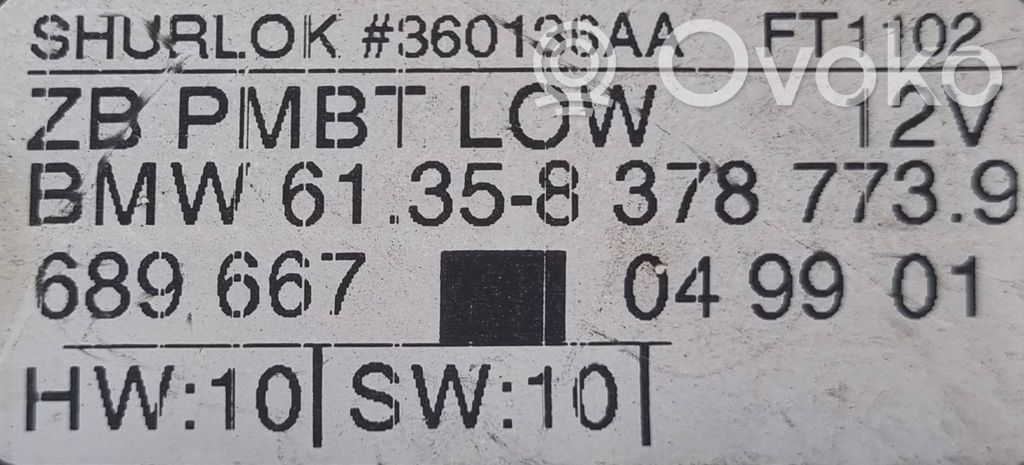 SHURLOK #360136AA FT1102
Ovoko
ZB PMBT LOW 12V
BMW 61.35-8 378 773.9
689 667 04 99 01
HW:10 SW:10